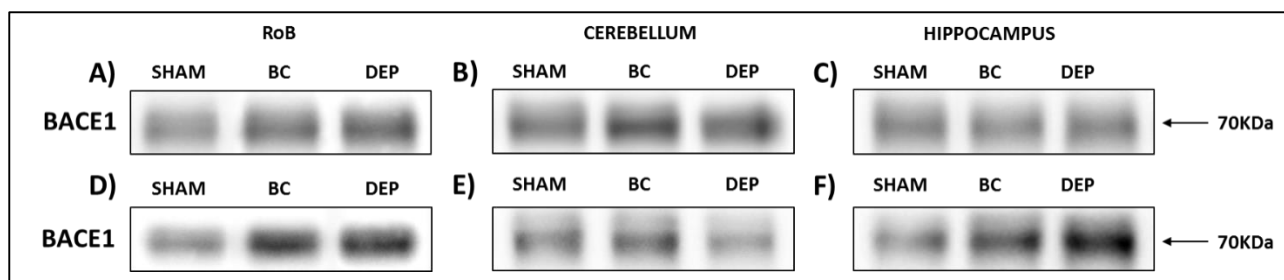 RoB CEREBELLUM HIPPOCAMPUS
A) SHAM BC DEP B) SHAM BC DEP C) SHAM BC DEP
BACE1 70KDa
D) SHAM BC DEP E) SHAM BC DEP F) SHAM BC DEP
BACE1 70KDa